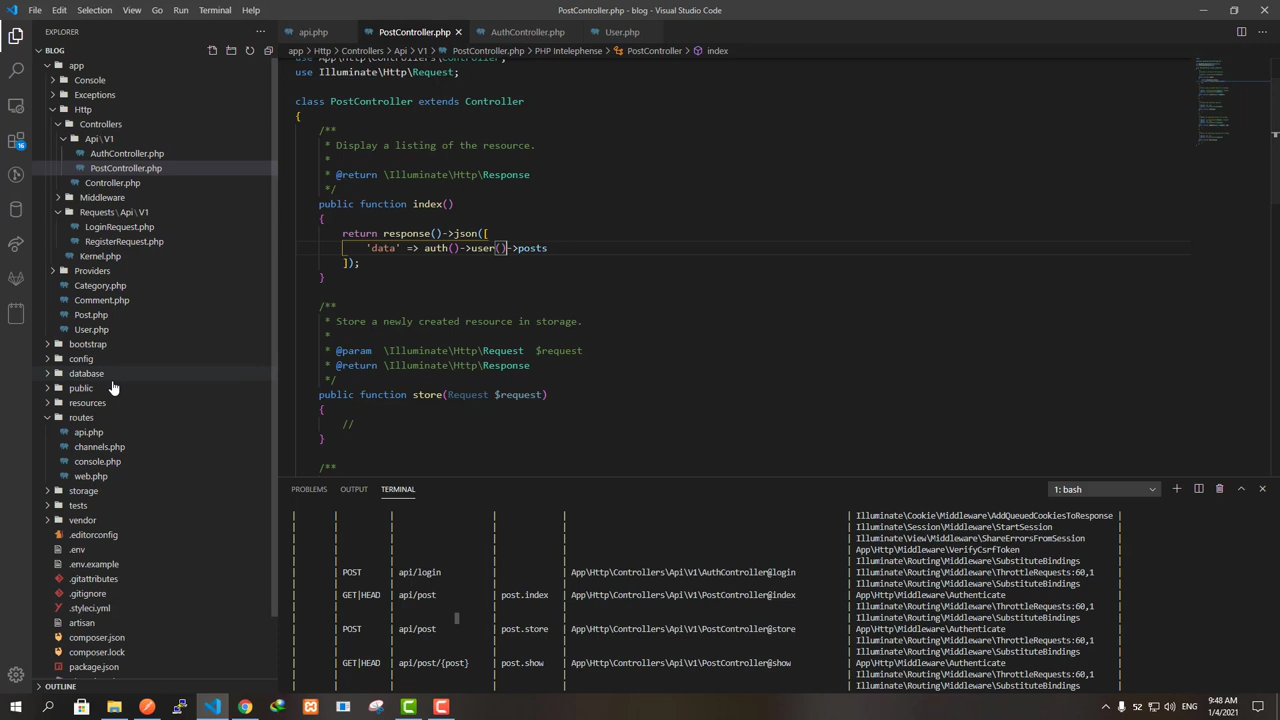 File Edit Selection View Go Run Terminal Help
PostController.php - blog - Visual Studio Code
EXPLORER
api.php PostController.php AuthController.php User.php
BLOG
app > Http > Controllers > Api > V1 > PostController.php > PHP Intelephense > PostController > index
app
Console
Exceptions
Http
Controllers
Api\V1
AuthController.php
PostController.php
Controller.php
Middleware
Requests\Api\V1
LoginRequest.php
RegisterRequest.php
Kernel.php
Providers
Category.php
Comment.php
Post.php
User.php
bootstrap
config
database
public
resources
routes
api.php
channels.php
console.php
web.php
storage
tests
vendor
.editorconfig
.env
.env.example
.gitattributes
.gitignore
.styleci.yml
artisan
composer.json
composer.lock
package.json
OUTLINE
16
use App\Http\Controllers\Controller;
use Illuminate\Http\Request;
class PostController extends Controller
{
/**
* Display a listing of the resource.
*
* @return \Illuminate\Http\Response
*/
public function index()
{
return response()->json([
'data' => auth()->user()->posts
]);
}
/**
* Store a newly created resource in storage.
*
* @param \Illuminate\Http\Request $request
* @return \Illuminate\Http\Response
*/
public function store(Request $request)
{
//
}
/**
PROBLEMS OUTPUT TERMINAL
1: bash
| | | | | | Illuminate\Cookie\Middleware\AddQueuedCookiesToResponse |
| | | | | | Illuminate\Session\Middleware\StartSession |
| | | | | | Illuminate\View\Middleware\ShareErrorsFromSession |
| | | | | | App\Http\Middleware\VerifyCsrfToken |
| | | | | | Illuminate\Routing\Middleware\SubstituteBindings |
| | POST | api/login | | App\Http\Controllers\Api\V1\AuthController@login | Illuminate\Routing\Middleware\ThrottleRequests:60,1 |
| | | | | | Illuminate\Routing\Middleware\SubstituteBindings |
| | GET|HEAD | api/post | post.index | App\Http\Controllers\Api\V1\PostController@index | App\Http\Middleware\Authenticate |
| | | | | | Illuminate\Routing\Middleware\ThrottleRequests:60,1 |
| | | | | | Illuminate\Routing\Middleware\SubstituteBindings |
| | POST | api/post | post.store | App\Http\Controllers\Api\V1\PostController@store | App\Http\Middleware\Authenticate |
| | | | | | Illuminate\Routing\Middleware\ThrottleRequests:60,1 |
| | | | | | Illuminate\Routing\Middleware\SubstituteBindings |
| | GET|HEAD | api/post/{post} | post.show | App\Http\Controllers\Api\V1\PostController@show | App\Http\Middleware\Authenticate |
| | | | | | Illuminate\Routing\Middleware\ThrottleRequests:60,1 |
| | | | | | Illuminate\Routing\Middleware\SubstituteBindings |
ENG
9:48 AM
1/4/2021